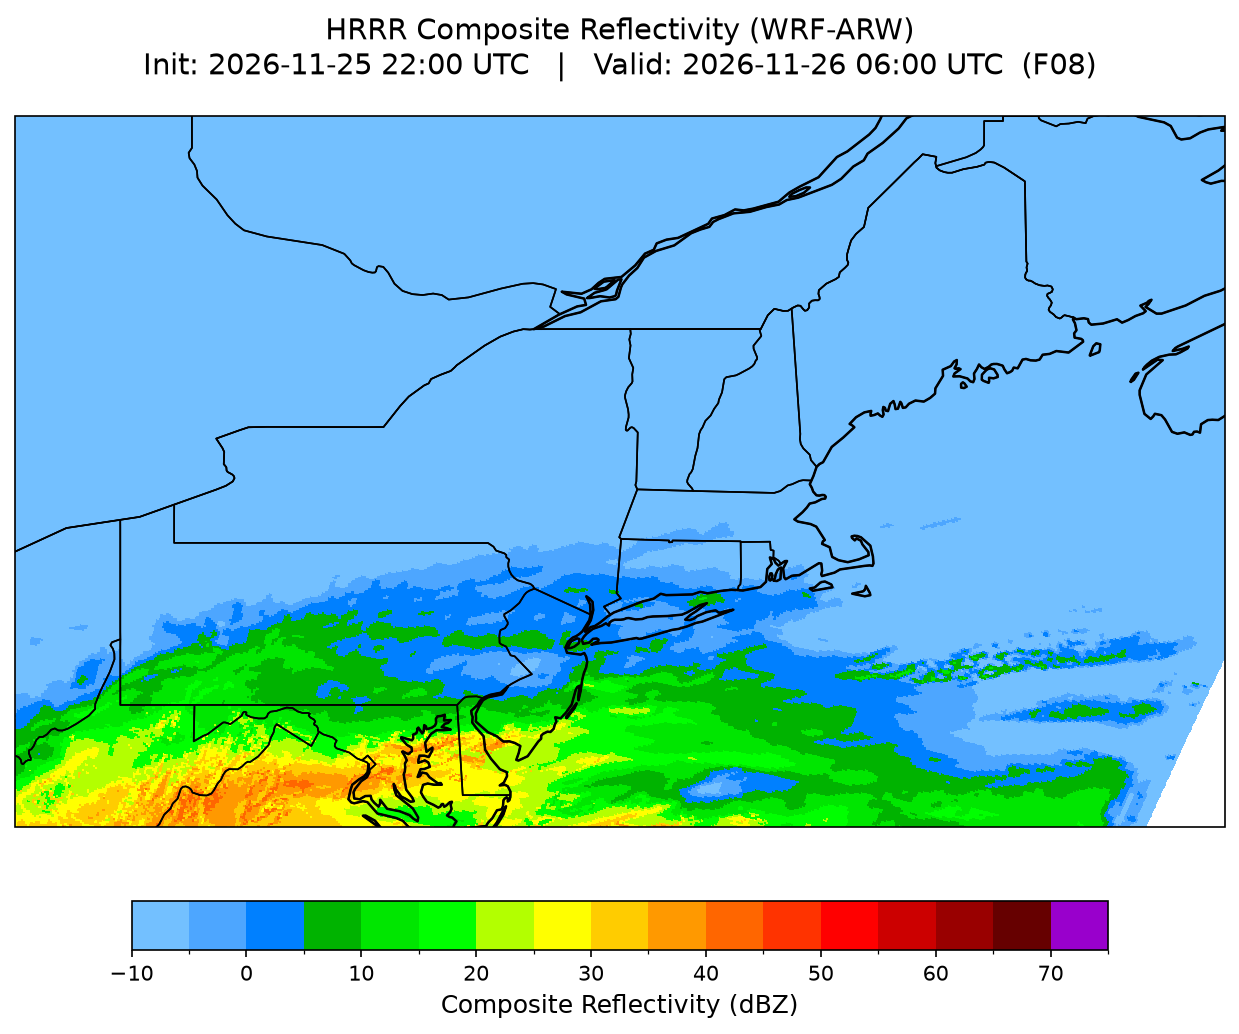 HRRR Composite Reflectivity (WRF-ARW)
Init: 2026-11-25 22:00 UTC   |   Valid: 2026-11-26 06:00 UTC  (F08)
−10 0 10 20 30 40 50 60 70
Composite Reflectivity (dBZ)